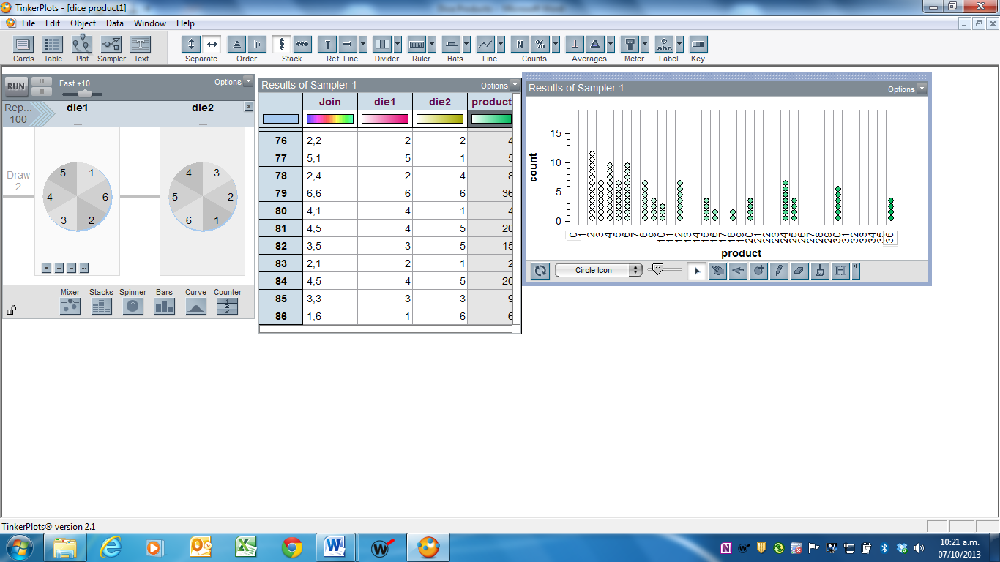 TinkerPlots - [dice product1]
File Edit Object Data Window Help
Cards Table Plot Sampler Text Separate Order Stack Ref. Line Divider Ruler Hats Line Counts Averages Meter Label Key
N % abc
RUN Fast +10 Options
Rep... 100 die1 die2
Draw 2
5 1 6 2 3 4
4 3 2 1 6 5
Mixer Stacks Spinner Bars Curve Counter
1 2 3
Results of Sampler 1 Options
Join die1 die2 product
76 2,2 2 2 4
77 5,1 5 1 5
78 2,4 2 4 8
79 6,6 6 6 36
80 4,1 4 1 4
81 4,5 4 5 20
82 3,5 3 5 15
83 2,1 2 1 2
84 4,5 4 5 20
85 3,3 3 3 9
86 1,6 1 6 6
Results of Sampler 1 Options
count
15
10
5
0
0 1 2 3 4 5 6 7 8 9 10 11 12 13 14 15 16 17 18 19 20 21 22 23 24 25 26 27 28 29 30 31 32 33 34 35 36
product
Circle Icon
TinkerPlots® version 2.1
10:21 a.m.
07/10/2013